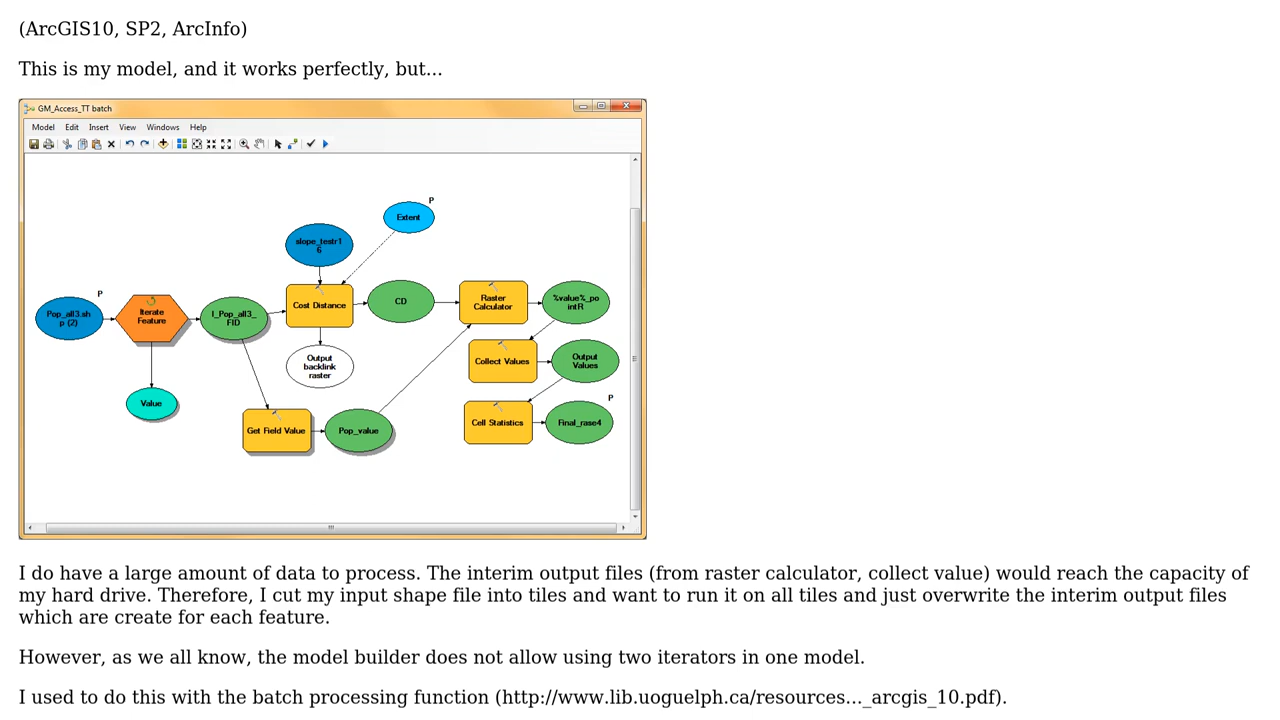 (ArcGIS10, SP2, ArcInfo)
This is my model, and it works perfectly, but...
GM_Access_TT batch
Model Edit Insert View Windows Help
P
Extent
slope_testr1
6
P
Pop_all3.sh
p (2)
Iterate
Feature
I_Pop_all3_
FID
Cost Distance
CD
Raster
Calculator
%value%_po
intR
Output
backlink
raster
Collect Values
Output
Values
Value
P
Get Field Value
Pop_value
Cell Statistics
Final_rase4
I do have a large amount of data to process. The interim output files (from raster calculator, collect value) would reach the capacity of
my hard drive. Therefore, I cut my input shape file into tiles and want to run it on all tiles and just overwrite the interim output files
which are create for each feature.
However, as we all know, the model builder does not allow using two iterators in one model.
I used to do this with the batch processing function (http://www.lib.uoguelph.ca/resources..._arcgis_10.pdf).